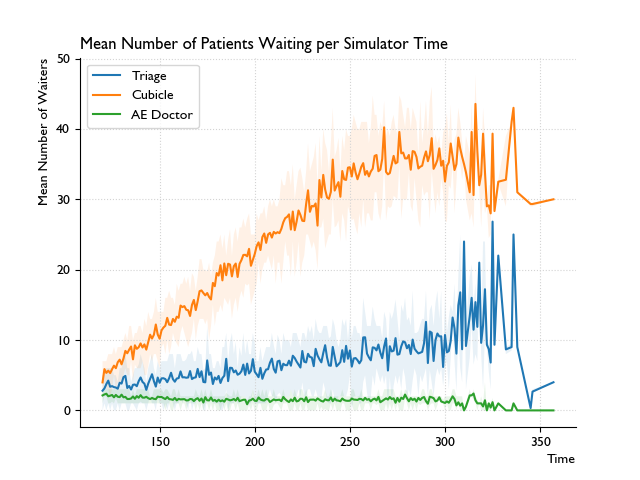 Mean Number of Patients Waiting per Simulator Time
Mean Number of Waiters
50
40
30
20
10
0
Triage
Cubicle
AE Doctor
150
200
250
300
350
Time